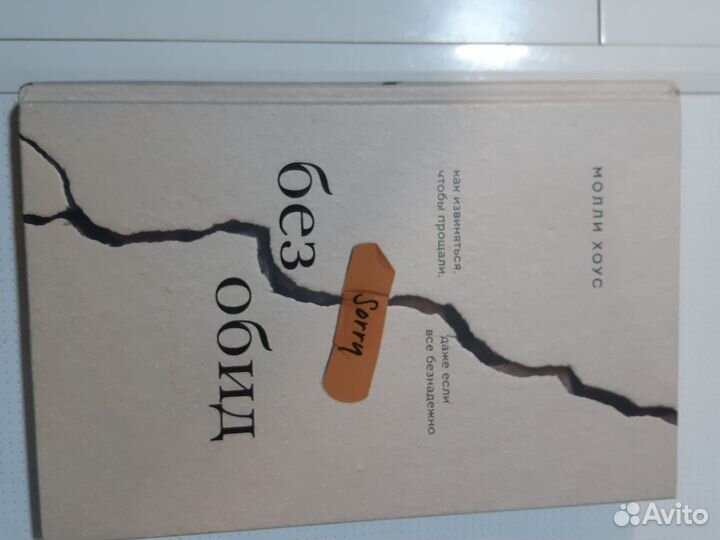 МОЛЛИ ХОУС
как извиняться,
чтобы прощали,
даже если
все безнадежно
Sorry
без
обид
Avito